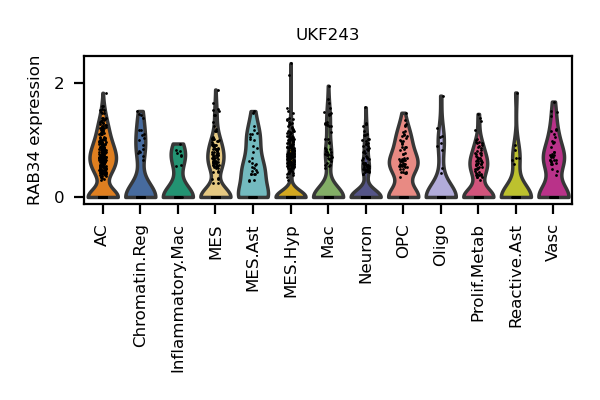 UKF243
RAB34 expression
2
0
AC
Chromatin.Reg
Inflammatory.Mac
MES
MES.Ast
MES.Hyp
Mac
Neuron
OPC
Oligo
Prolif.Metab
Reactive.Ast
Vasc